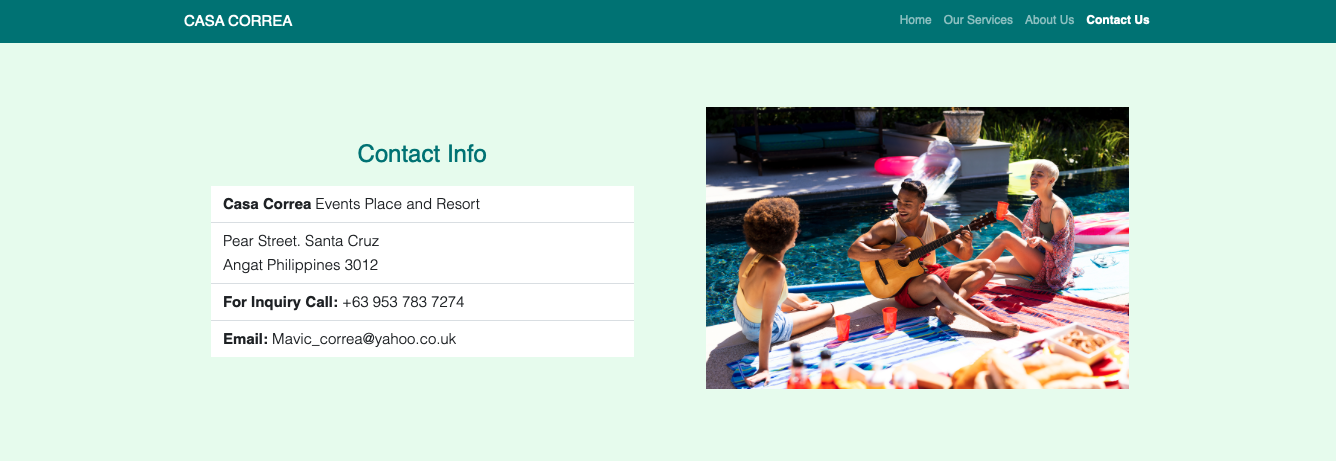 CASA CORREA
Home Our Services About Us Contact Us
Contact Info
Casa Correa Events Place and Resort
Pear Street. Santa Cruz
Angat Philippines 3012
For Inquiry Call: +63 953 783 7274
Email: Mavic_correa@yahoo.co.uk